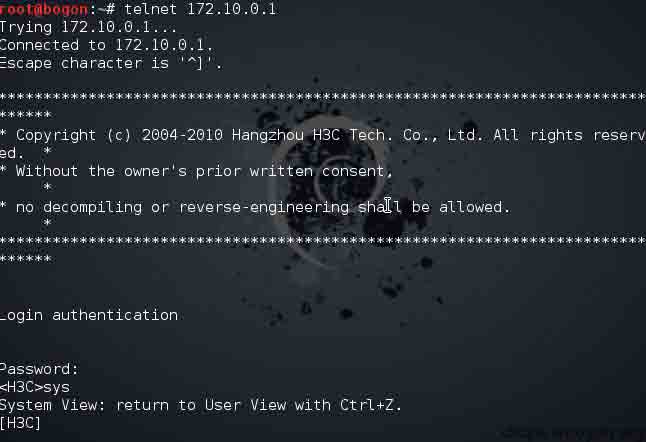 root@bogon:~# telnet 172.10.0.1
Trying 172.10.0.1...
Connected to 172.10.0.1.
Escape character is '^]'.
*************************************************************************
******
* Copyright (c) 2004-2010 Hangzhou H3C Tech. Co., Ltd. All rights reserv
ed.  *
* Without the owner's prior written consent,
     *
* no decompiling or reverse-engineering shall be allowed.
     *
*************************************************************************
******
Login authentication
Password:
<H3C>sys
System View: return to User View with Ctrl+Z.
[H3C]